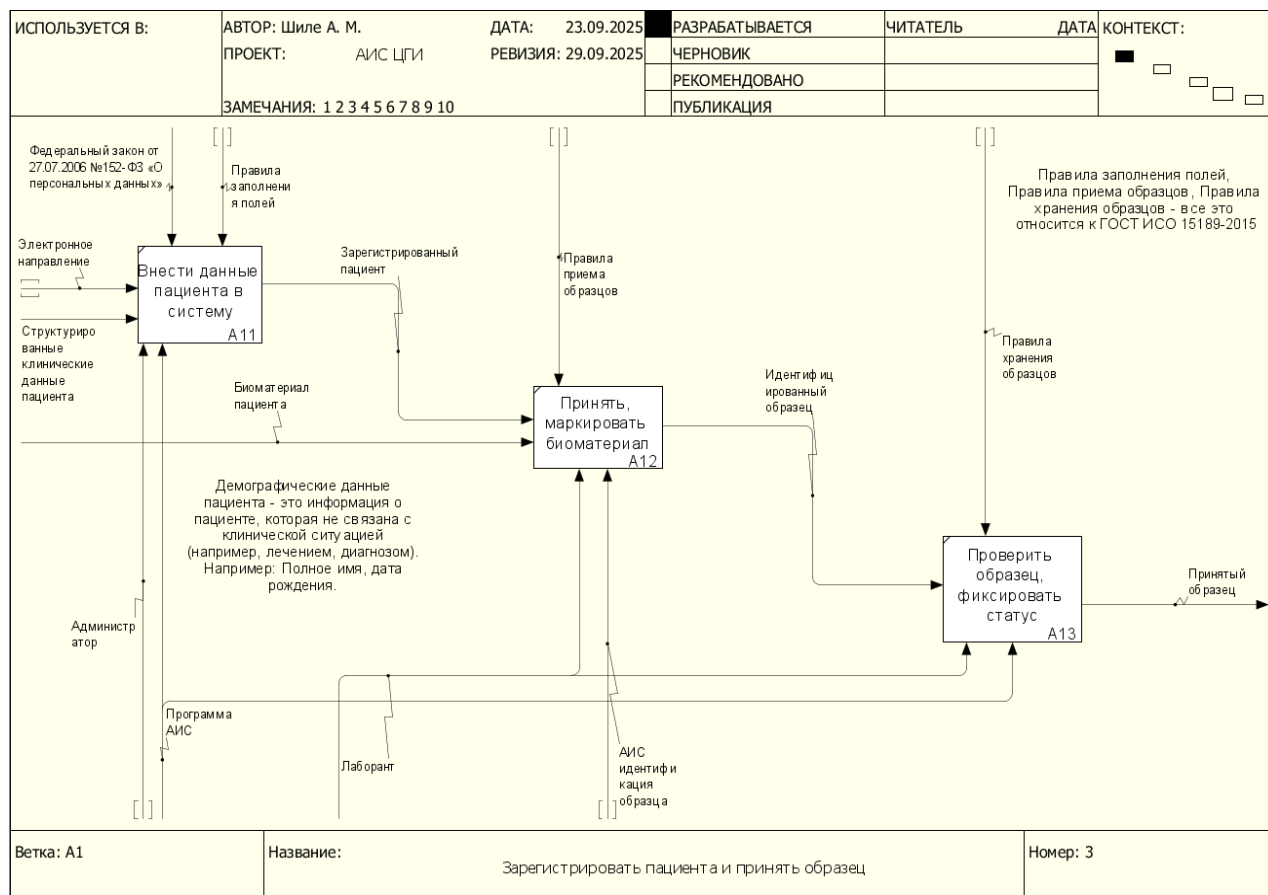 ИСПОЛЬЗУЕТСЯ В:
АВТОР: Шиле А. М.
ДАТА: 23.09.2025
ПРОЕКТ: АИС ЦГИ
РЕВИЗИЯ: 29.09.2025
ЗАМЕЧАНИЯ: 1 2 3 4 5 6 7 8 9 10
РАЗРАБАТЫВАЕТСЯ
ЧЕРНОВИК
РЕКОМЕНДОВАНО
ПУБЛИКАЦИЯ
ЧИТАТЕЛЬ
ДАТА
КОНТЕКСТ:
Федеральный закон от
27.07.2006 №152-ФЗ «О
персональных данных»
Правила
заполнени
я полей
Правила заполнения полей,
Правила приема образцов, Правила
хранения образцов - все это
относится к ГОСТ ИСО 15189-2015
Электронное
направление
Внести данные
пациента в
систему
A11
Зарегистрированный
пациент
Правила
приема
образцов
Структуриро
ванные
клинические
данные
пациента
Правила
хранения
образцов
Биоматериал
пациента
Принять,
маркировать
биоматериал
A12
Идентифиц
ированный
образец
Демографические данные
пациента - это информация о
пациенте, которая не связана с
клинической ситуацией
(например, лечением, диагнозом).
Например: Полное имя, дата
рождения.
Проверить
образец,
фиксировать
статус
A13
Принятый
образец
Администр
атор
Программа
АИС
Лаборант
АИС
идентифи
кация
образца
Ветка: A1
Название:
Зарегистрировать пациента и принять образец
Номер: 3